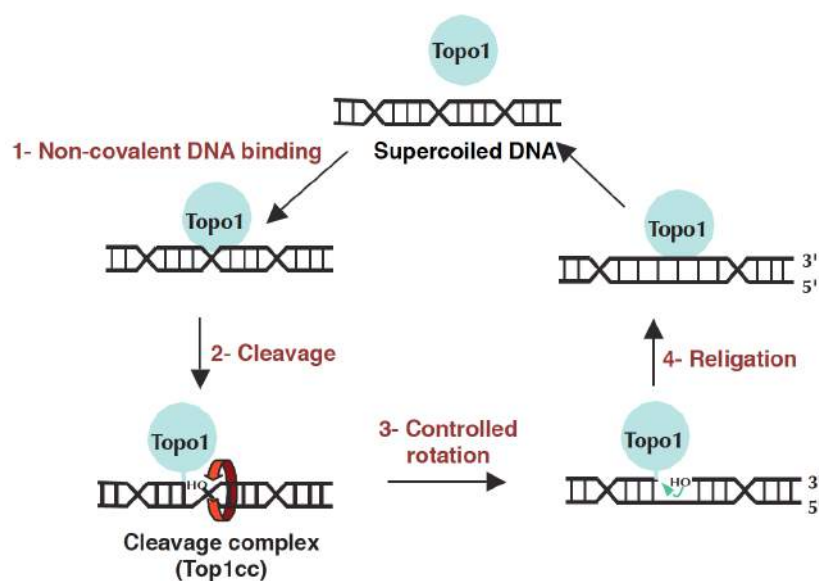 Topo1
Supercoiled DNA
1- Non-covalent DNA binding
Topo1
2- Cleavage
Topo1
HO
Cleavage complex
(Top1cc)
3- Controlled
rotation
Topo1
HO
3
5
4- Religation
Topo1
3'
5'